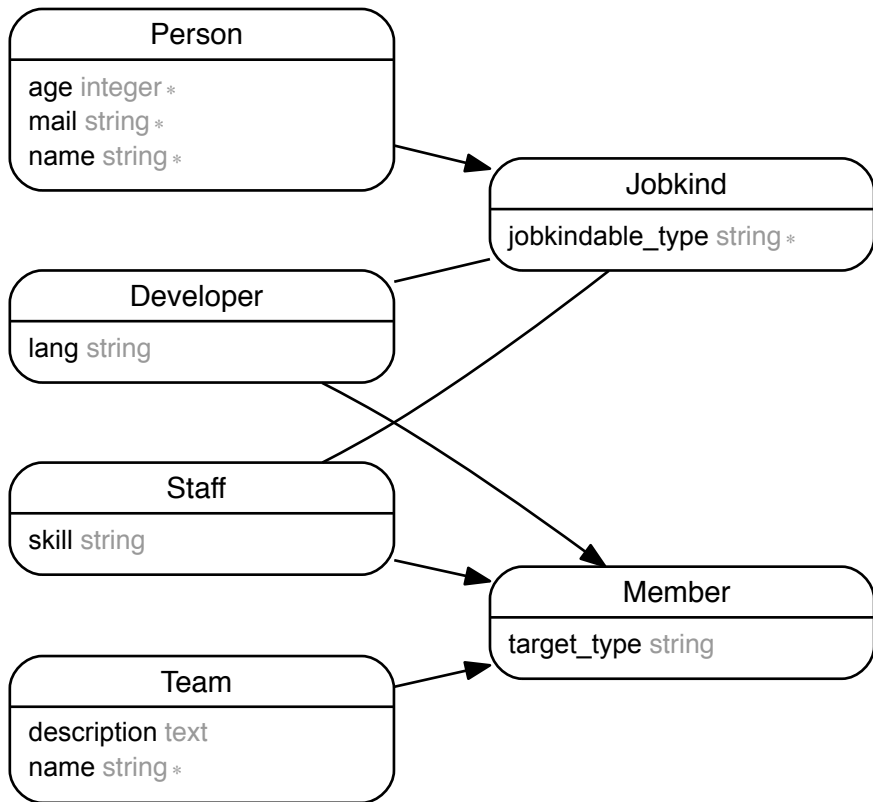 Person
age integer *
mail string *
name string *
Jobkind
jobkindable_type string *
Developer
lang string
Staff
skill string
Member
target_type string
Team
description text
name string *